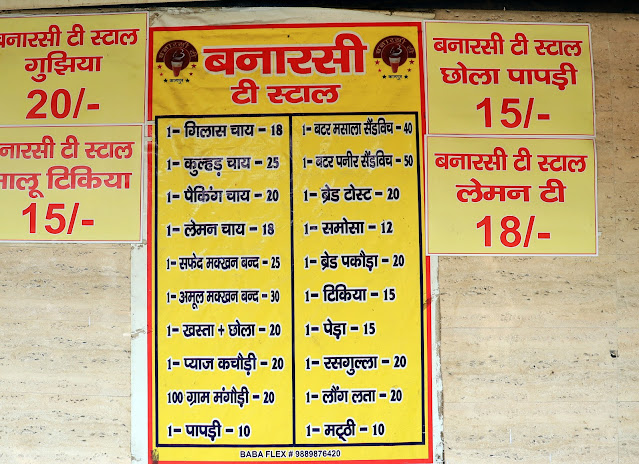 बनारसी टी स्टाल
गुझिया
20/-
बनारसी टी स्टाल
आलू टिकिया
15/-
बनारसी
टी स्टाल
1– गिलास चाय – 18
1– कुल्हड़ चाय – 25
1– पैकिंग चाय – 20
1– लेमन चाय – 18
1– सफेद मक्खन बन्द – 25
1– अमूल मक्खन बन्द – 30
1– खस्ता + छोला – 20
1– प्याज कचौड़ी – 20
100 ग्राम मंगौड़ी – 20
1– पापड़ी – 10
1– बटर मसाला सैंडविच – 40
1– बटर पनीर सैंडविच – 50
1– ब्रेड टोस्ट – 20
1– समोसा – 12
1– ब्रेड पकौड़ा – 20
1– टिकिया – 15
1– पेड़ा – 15
1– रसगुल्ला – 20
1– लौंग लता – 20
1– मट्ठी – 10
BABA FLEX # 9889876420
बनारसी टी स्टाल
छोला पापड़ी
15/-
बनारसी टी स्टाल
लेमन टी
18/-